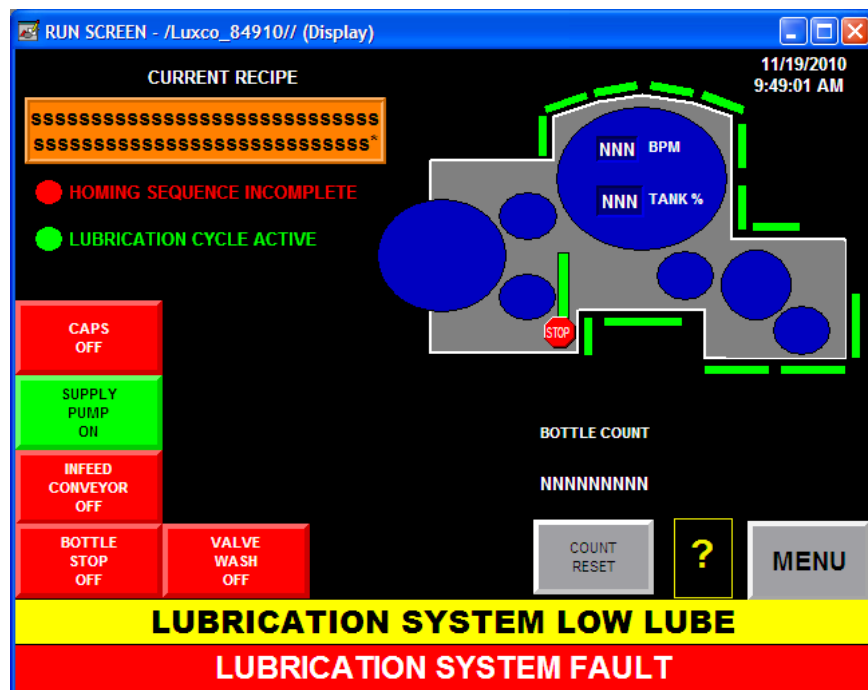 RUN SCREEN - /Luxco_84910// (Display)
11/19/2010
9:49:01 AM
CURRENT RECIPE
sssssssssssssssssssssssssssss
ssssssssssssssssssssssssssss*
HOMING SEQUENCE INCOMPLETE
LUBRICATION CYCLE ACTIVE
NNN BPM
NNN TANK %
STOP
CAPS
OFF
SUPPLY
PUMP
ON
INFEED
CONVEYOR
OFF
BOTTLE
STOP
OFF
VALVE
WASH
OFF
BOTTLE COUNT
NNNNNNNNN
COUNT
RESET
?
MENU
LUBRICATION SYSTEM LOW LUBE
LUBRICATION SYSTEM FAULT